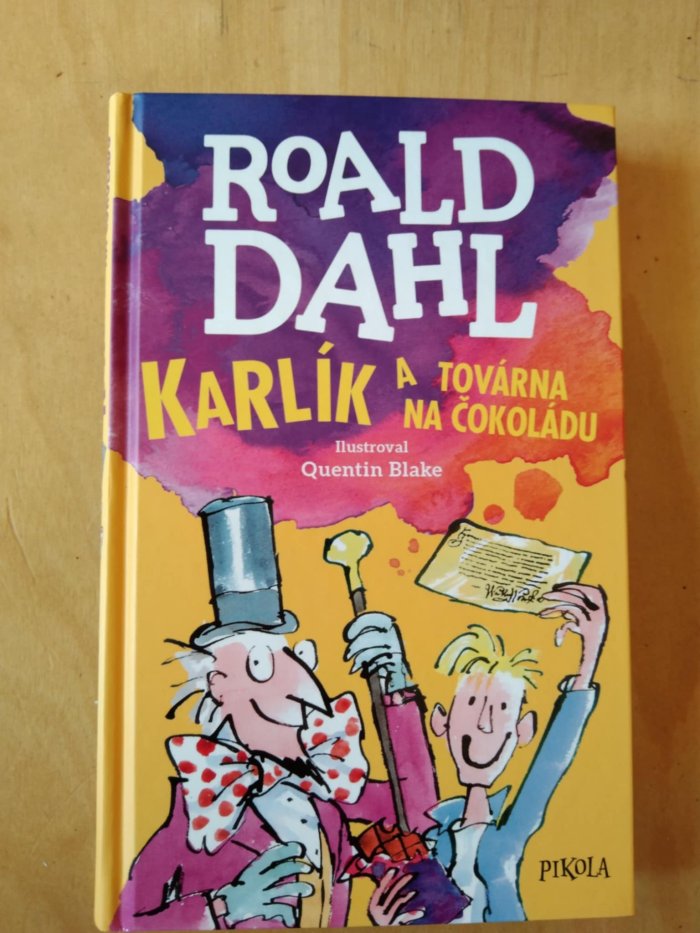 ROALD
DAHL
KARLÍK A TOVÁRNA
NA ČOKOLÁDU
Ilustroval
Quentin Blake
PIKOLA